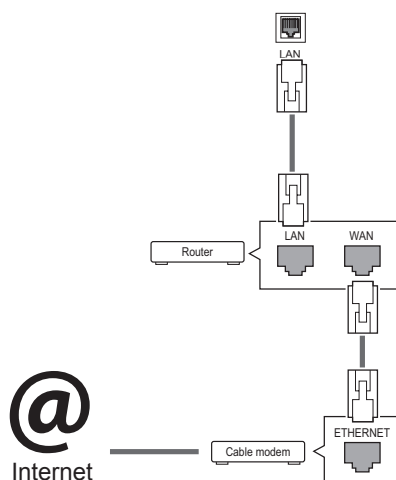 LAN
LAN WAN
Router
ETHERNET
Cable modem
@
Internet